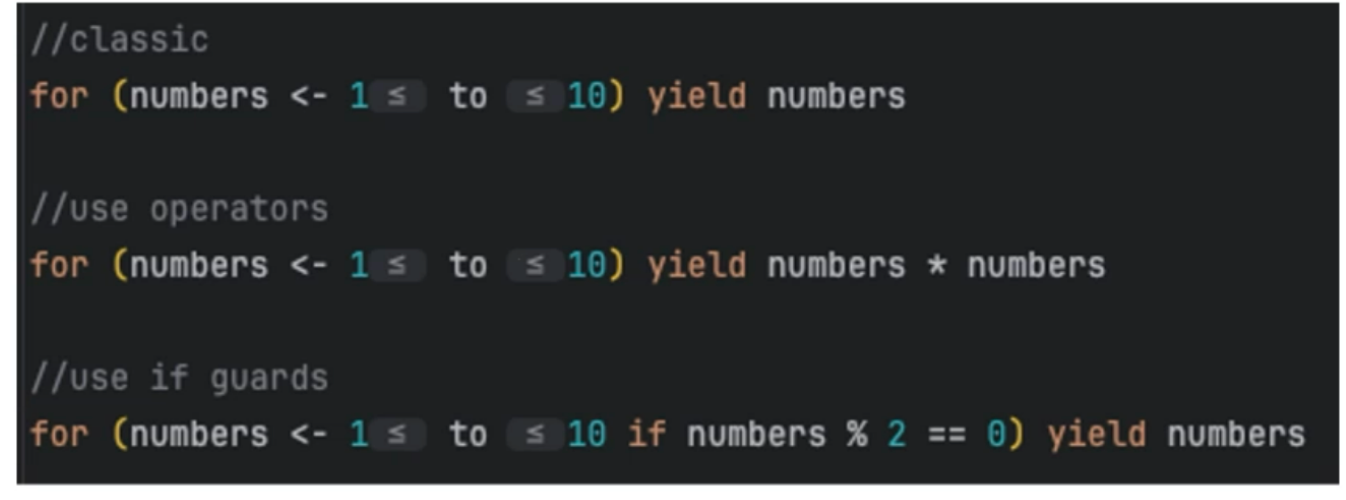 //classic
for (numbers <- 1 ≤ to ≤ 10) yield numbers
//use operators
for (numbers <- 1 ≤ to ≤ 10) yield numbers * numbers
//use if guards
for (numbers <- 1 ≤ to ≤ 10 if numbers % 2 == 0) yield numbers